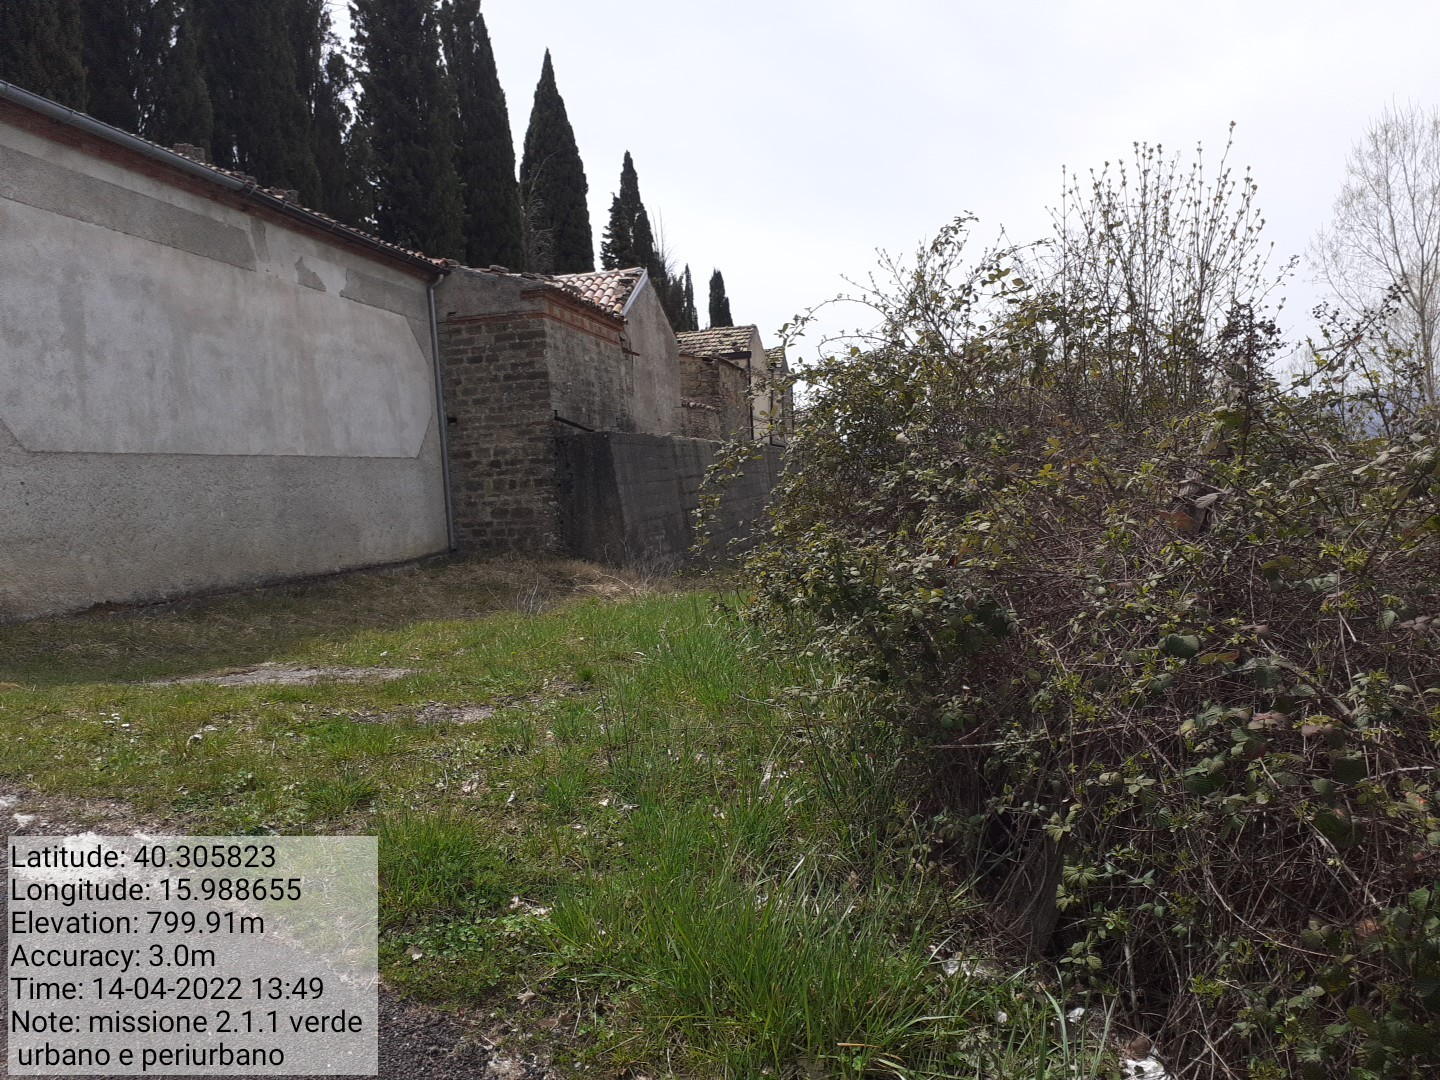 Latitude: 40.305823
Longitude: 15.988655
Elevation: 799.91m
Accuracy: 3.0m
Time: 14-04-2022 13:49
Note: missione 2.1.1 verde
urbano e periurbano